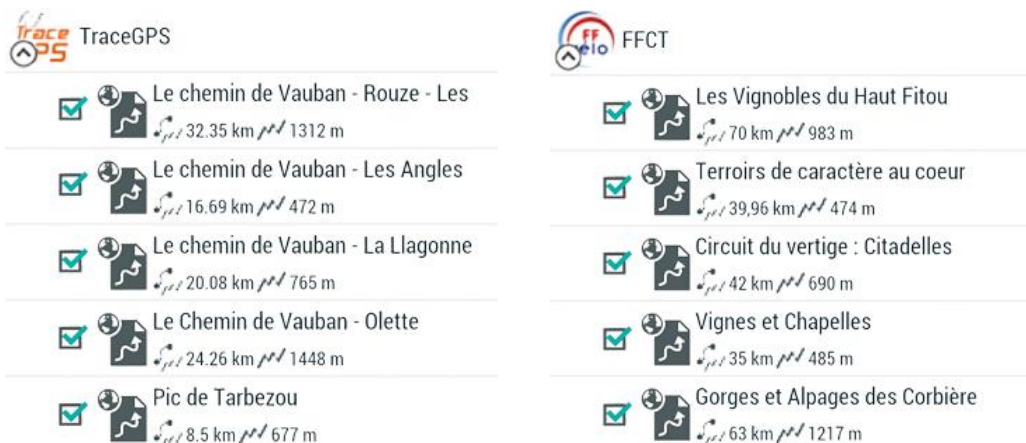 Trace
PS
TraceGPS
Le chemin de Vauban - Rouze - Les
32.35 km 1312 m
Le chemin de Vauban - Les Angles
16.69 km 472 m
Le chemin de Vauban - La Llagonne
20.08 km 765 m
Le Chemin de Vauban - Olette
24.26 km 1448 m
Pic de Tarbezou
8.5 km 677 m
FF
élo
FFCT
Les Vignobles du Haut Fitou
70 km 983 m
Terroirs de caractère au coeur
39,96 km 474 m
Circuit du vertige : Citadelles
42 km 690 m
Vignes et Chapelles
35 km 485 m
Gorges et Alpages des Corbière
63 km 1217 m